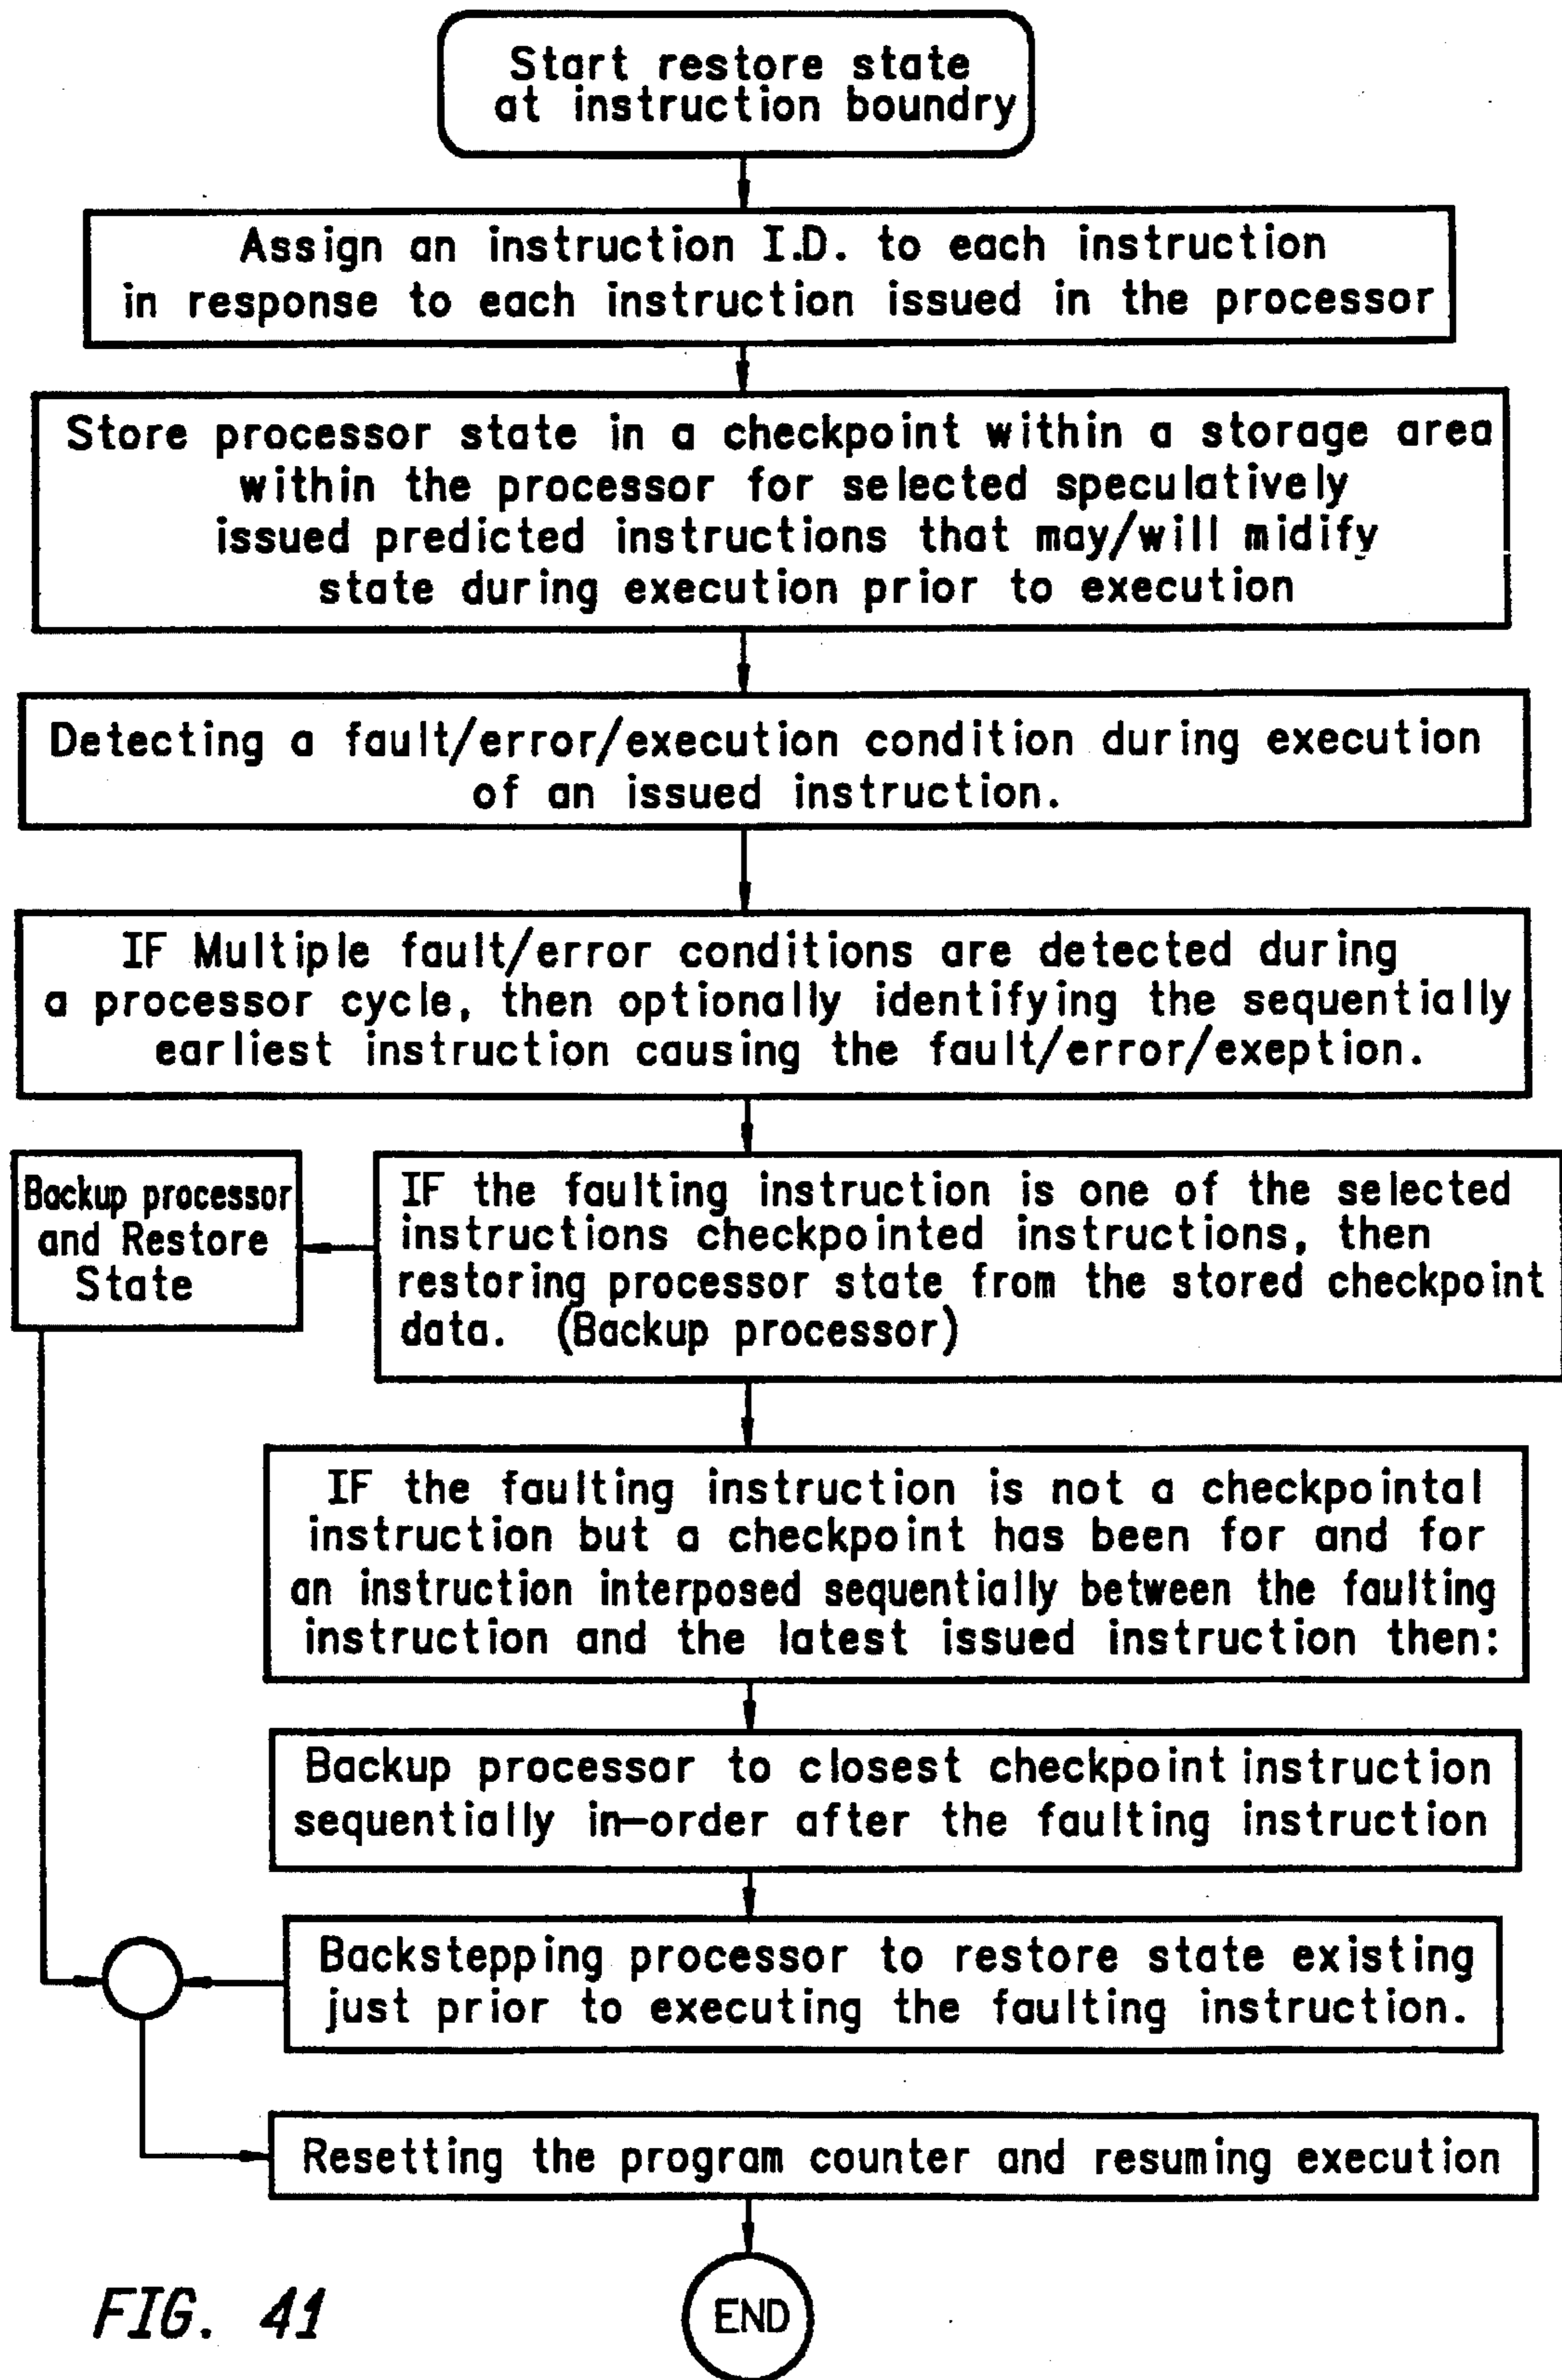 Start restore state
at instruction boundry
Assign an instruction I.D. to each instruction
in response to each instruction issued in the processor
Store processor state in a checkpoint within a storage area
within the processor for selected speculatively
issued predicted instructions that may/will midify
state during execution prior to execution
Detecting a fault/error/execution condition during execution
of an issued instruction.
IF Multiple fault/error conditions are detected during
a processor cycle, then optionally identifying the sequentially
earliest instruction causing the fault/error/exeption.
Backup processor
and Restore
State
IF the faulting instruction is one of the selected
instructions checkpointed instructions, then
restoring processor state from the stored checkpoint
data. (Backup processor)
IF the faulting instruction is not a checkpointal
instruction but a checkpoint has been for and for
an instruction interposed sequentially between the faulting
instruction and the latest issued instruction then:
Backup processor to closest checkpoint instruction
sequentially in-order after the faulting instruction
Backstepping processor to restore state existing
just prior to executing the faulting instruction.
Resetting the program counter and resuming execution
END
FIG. 41